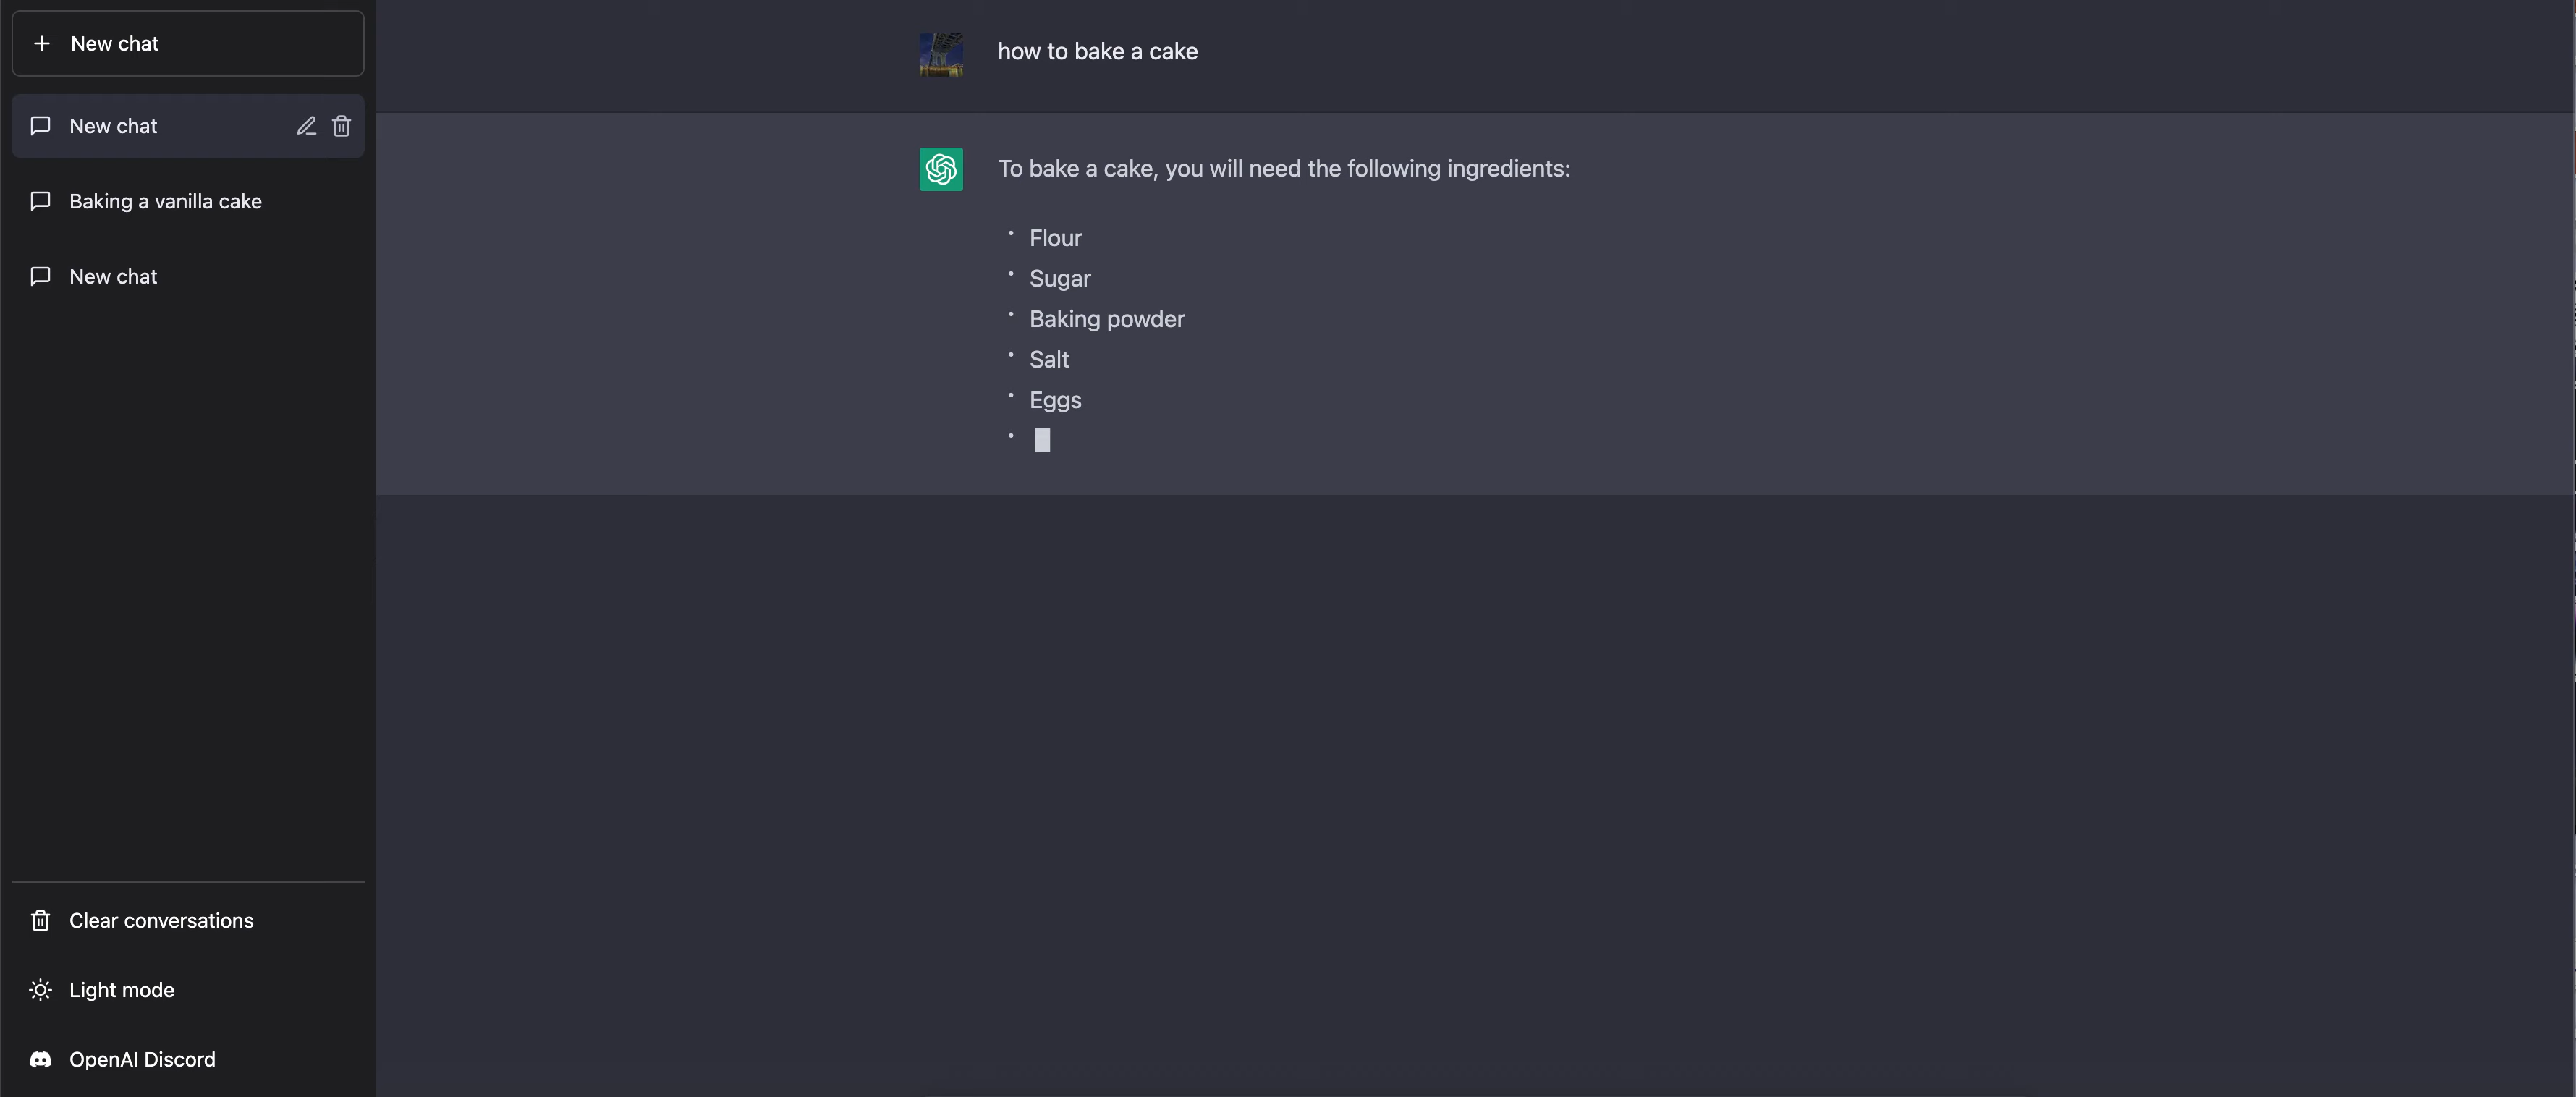 New chat
New chat
Baking a vanilla cake
New chat
Clear conversations
Light mode
OpenAI Discord
how to bake a cake
To bake a cake, you will need the following ingredients:
• Flour
• Sugar
• Baking powder
• Salt
• Eggs
•